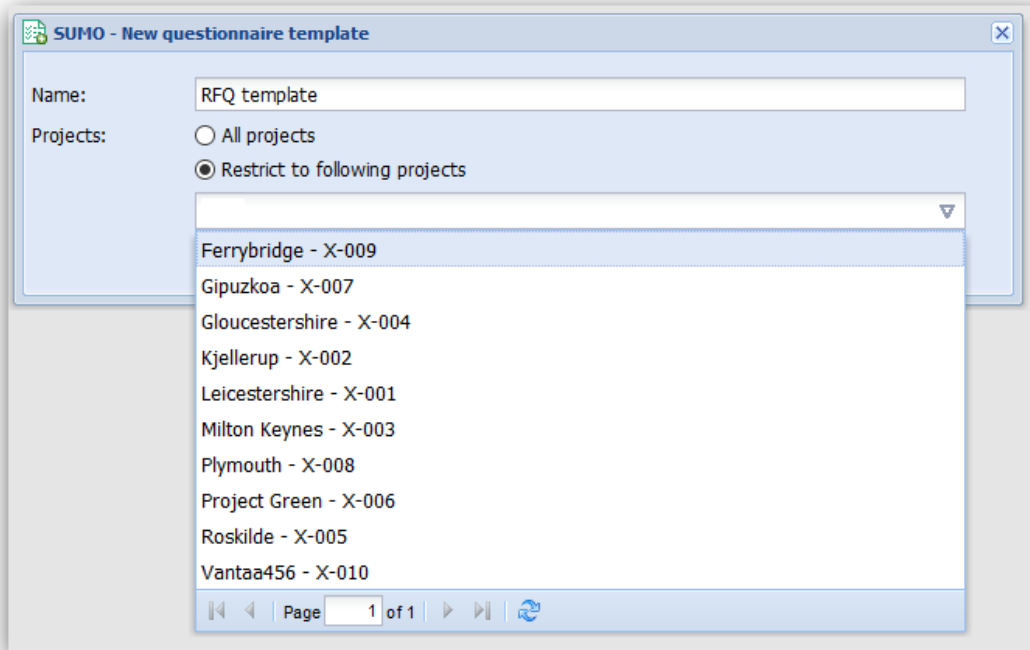 SUMO - New questionnaire template
Name: RFQ template
Projects: All projects
Restrict to following projects
Ferrybridge - X-009
Gipuzkoa - X-007
Gloucestershire - X-004
Kjellerup - X-002
Leicestershire - X-001
Milton Keynes - X-003
Plymouth - X-008
Project Green - X-006
Roskilde - X-005
Vantaa456 - X-010
Page 1 of 1